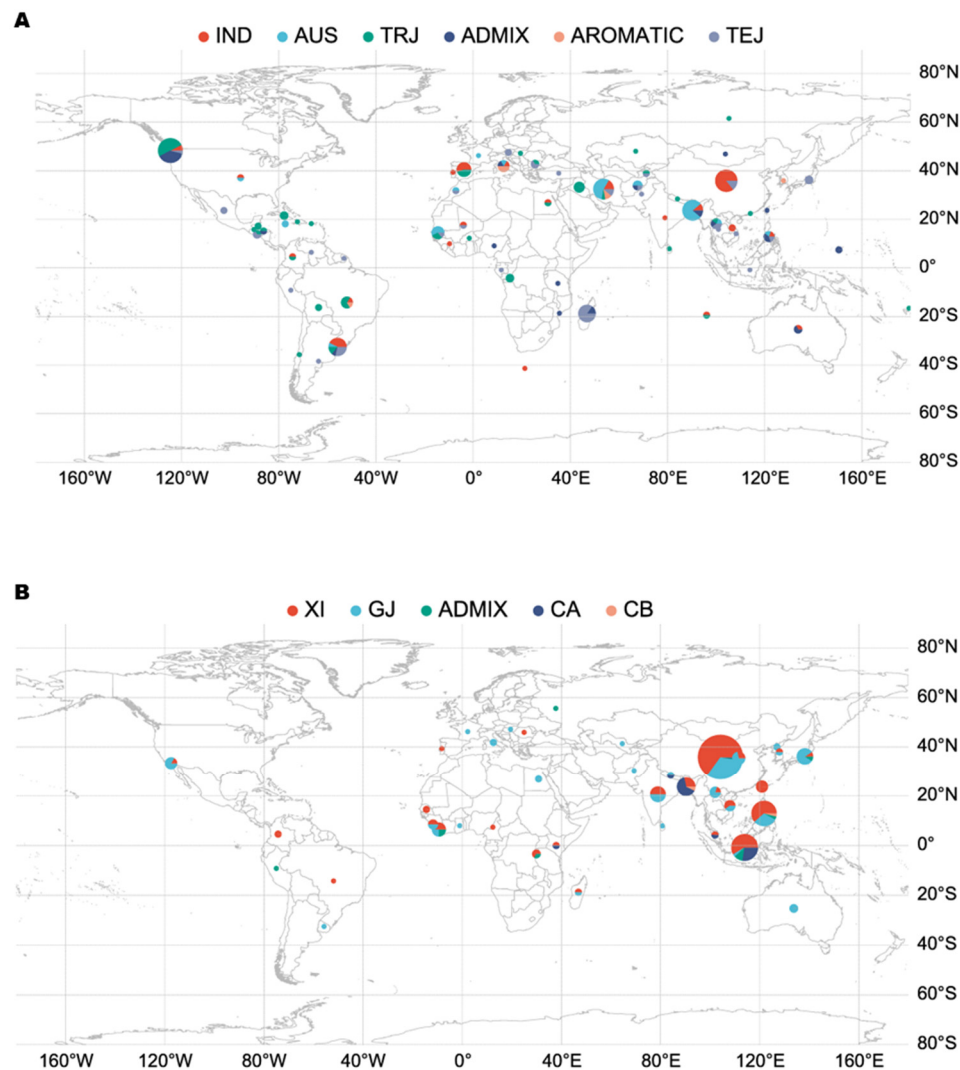 A
IND AUS TRJ ADMIX AROMATIC TEJ
80°N
60°N
40°N
20°N
0°
20°S
40°S
60°S
80°S
160°W 120°W 80°W 40°W 0° 40°E 80°E 120°E 160°E
B
XI GJ ADMIX CA CB
80°N
60°N
40°N
20°N
0°
20°S
40°S
60°S
80°S
160°W 120°W 80°W 40°W 0° 40°E 80°E 120°E 160°E